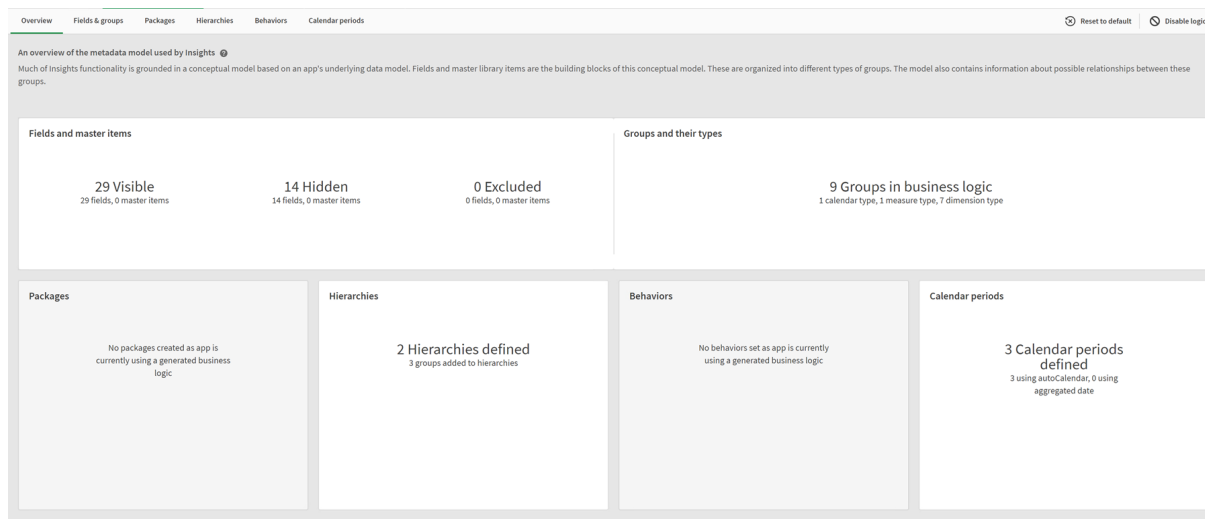 Overview Fields & groups Packages Hierarchies Behaviors Calendar periods Reset to default Disable logic
An overview of the metadata model used by Insights
Much of Insights functionality is grounded in a conceptual model based on an app's underlying data model. Fields and master library items are the building blocks of this conceptual model. These are organized into different types of groups. The model also contains information about possible relationships between these
groups.
Fields and master items
29 Visible
29 fields, 0 master items
14 Hidden
14 fields, 0 master items
0 Excluded
0 fields, 0 master items
Groups and their types
9 Groups in business logic
1 calendar type, 1 measure type, 7 dimension type
Packages
No packages created as app is
currently using a generated business
logic
Hierarchies
2 Hierarchies defined
3 groups added to hierarchies
Behaviors
No behaviors set as app is currently
using a generated business logic
Calendar periods
3 Calendar periods
defined
3 using autoCalendar, 0 using
aggregated date